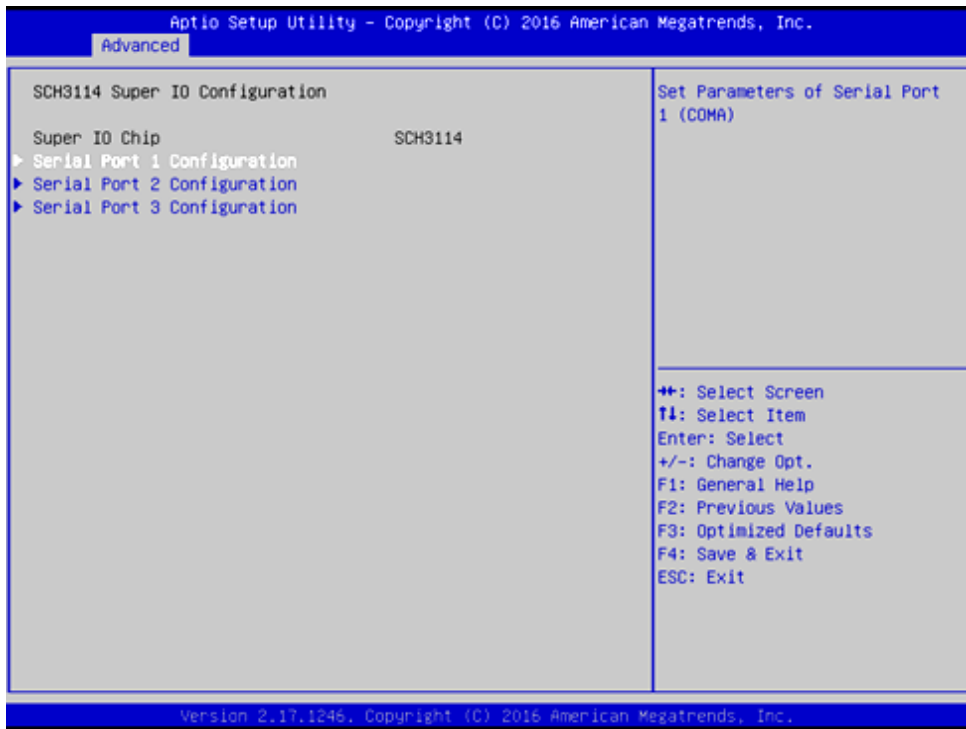 Aptio Setup Utility – Copyright (C) 2016 American Megatrends, Inc.
Advanced
SCH3114 Super IO Configuration
Super IO Chip SCH3114
► Serial Port 1 Configuration
► Serial Port 2 Configuration
► Serial Port 3 Configuration
Set Parameters of Serial Port
1 (COMA)
→←: Select Screen
↑↓: Select Item
Enter: Select
+/-: Change Opt.
F1: General Help
F2: Previous Values
F3: Optimized Defaults
F4: Save & Exit
ESC: Exit
Version 2.17.1246. Copyright (C) 2016 American Megatrends, Inc.